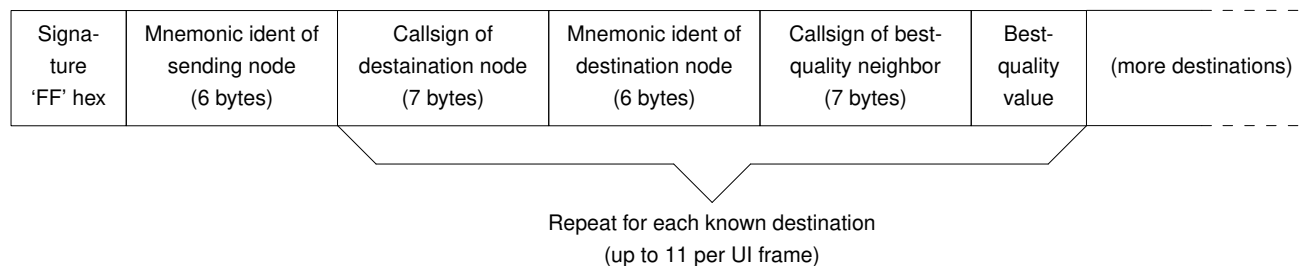 Signa-
ture
‘FF’ hex
Mnemonic ident of
sending node
(6 bytes)
Callsign of
destaination node
(7 bytes)
Mnemonic ident of
destination node
(6 bytes)
Callsign of best-
quality neighbor
(7 bytes)
Best-
quality
value
(more destinations)
Repeat for each known destination
(up to 11 per UI frame)